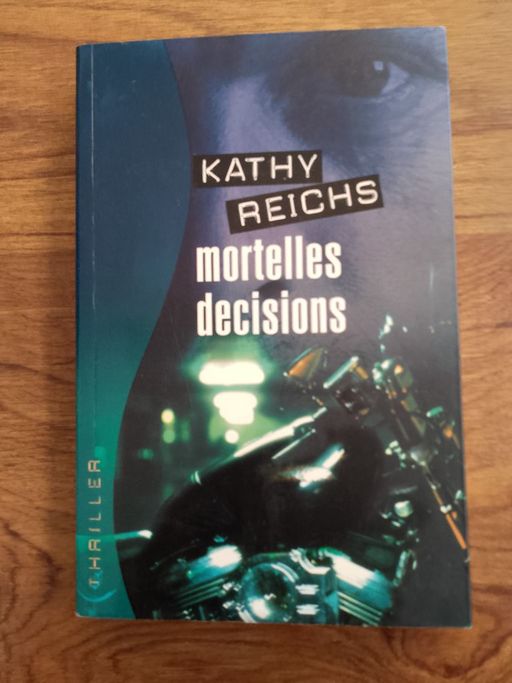 KATHY
REICHS
mortelles
decisions
THRILLER